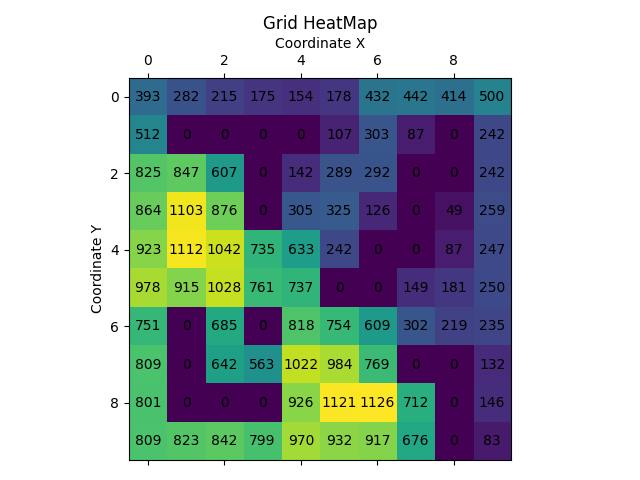 Grid HeatMap
Coordinate X
0 2 4 6 8
0 393 282 215 175 154 178 432 442 414 500
512 0 0 0 0 107 303 87 0 242
2 825 847 607 0 142 289 292 0 0 242
864 1103 876 0 305 325 126 0 49 259
4 923 1112 1042 735 633 242 0 0 87 247
978 915 1028 761 737 0 0 149 181 250
6 751 0 685 0 818 754 609 302 219 235
809 0 642 563 1022 984 769 0 0 132
8 801 0 0 0 926 1121 1126 712 0 146
809 823 842 799 970 932 917 676 0 83
Coordinate Y